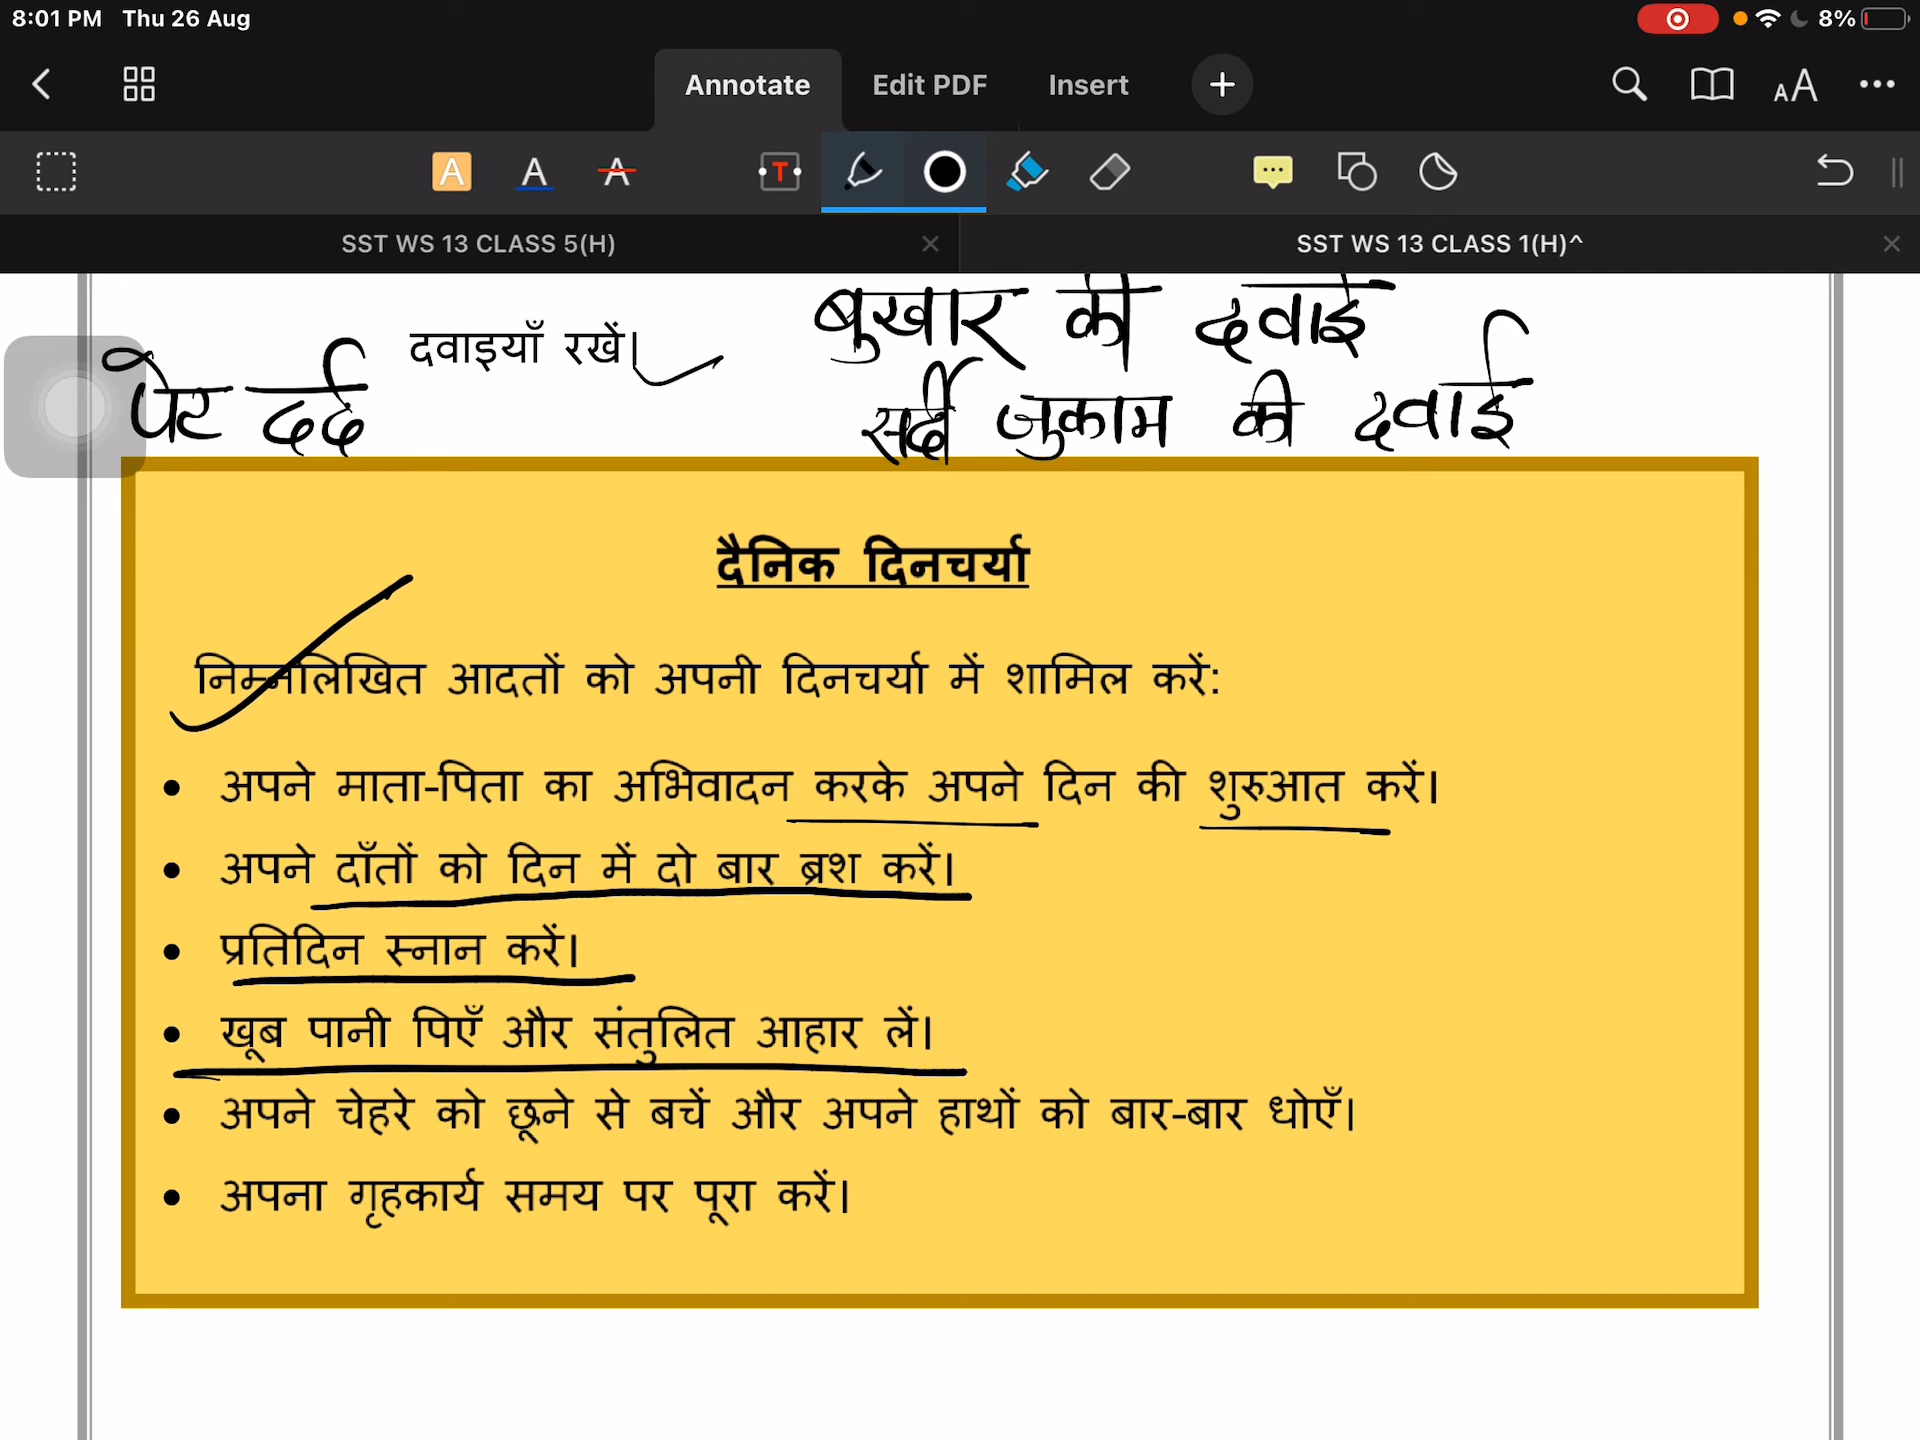 8:01 PM Thu 26 Aug 8%
Annotate Edit PDF Insert
SST WS 13 CLASS 5(H) SST WS 13 CLASS 1(H)^
बुखार की दवाई
दवाइयाँ रखें।
पेट दर्द सर्दी जुकाम की दवाई
दैनिक दिनचर्या
निम्नलिखित आदतों को अपनी दिनचर्या में शामिल करें:
• अपने माता-पिता का अभिवादन करके अपने दिन की शुरुआत करें।
• अपने दाँतों को दिन में दो बार ब्रश करें।
• प्रतिदिन स्नान करें।
• खूब पानी पिएँ और संतुलित आहार लें।
• अपने चेहरे को छूने से बचें और अपने हाथों को बार-बार धोएँ।
• अपना गृहकार्य समय पर पूरा करें।